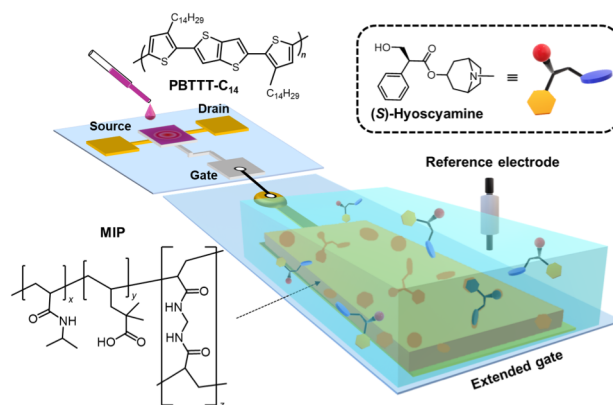 C14H29
S
S
S
S
n
C14H29
PBTTT-C14
HO
O
O
N
(S)-Hyoscyamine
≡
Drain
Source
Gate
Reference electrode
MIP
x
y
O
NH
O
HN
HN
O
HO
O
z
Extended gate